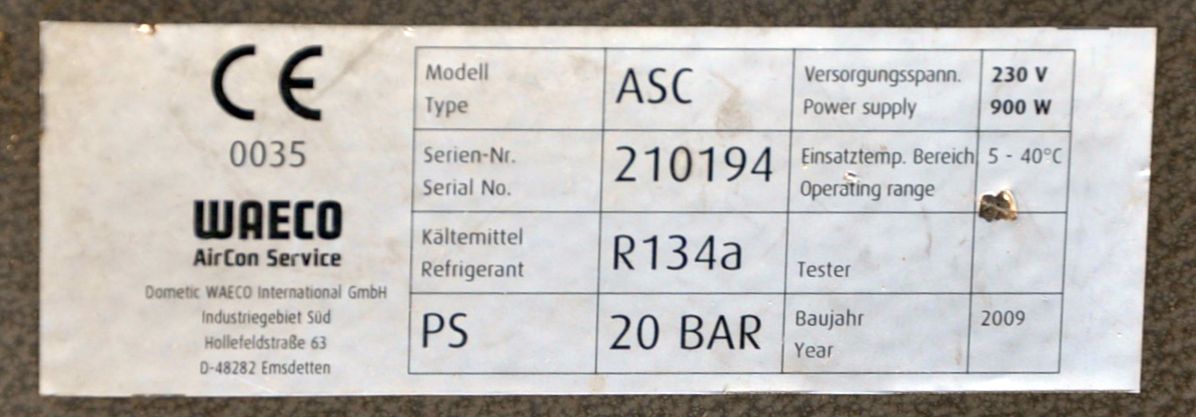 CE
0035
WAECO
AirCon Service
Dometic WAECO International GmbH
Industriegebiet Süd
Hollefeldstraße 63
D-48282 Emsdetten
Modell
Type
ASC
Versorgungsspann.
Power supply
230 V
900 W
Serien-Nr.
Serial No.
210194
Einsatztemp. Bereich
Operating range
5 - 40°C
Kältemittel
Refrigerant
R134a
Tester
PS
20 BAR
Baujahr
Year
2009